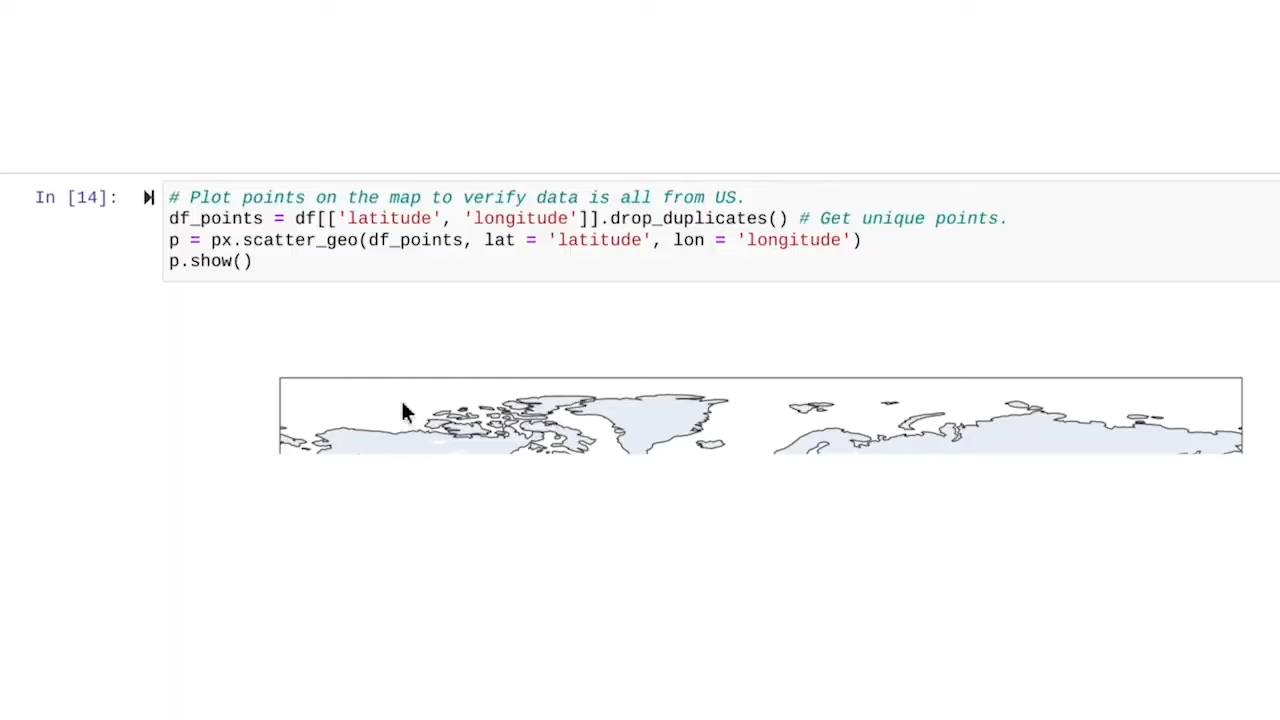 In [14]:
# Plot points on the map to verify data is all from US.
df_points = df[['latitude', 'longitude']].drop_duplicates() # Get unique points.
p = px.scatter_geo(df_points, lat = 'latitude', lon = 'longitude')
p.show()